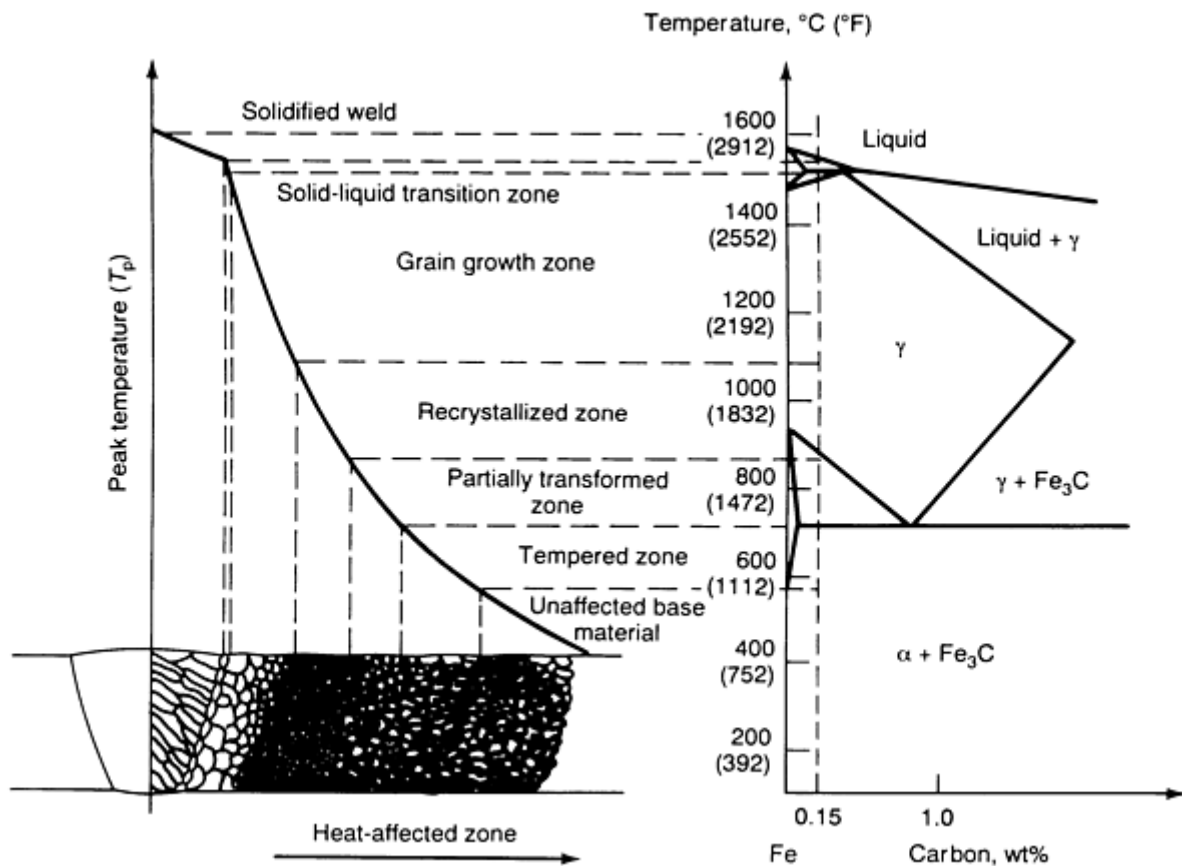 Temperature, °C (°F)
Solidified weld
Solid-liquid transition zone
Grain growth zone
Recrystallized zone
Partially transformed
zone
Tempered zone
Unaffected base
material
Peak temperature (Tₚ)
Heat-affected zone
1600
(2912)
1400
(2552)
1200
(2192)
1000
(1832)
800
(1472)
600
(1112)
400
(752)
200
(392)
Liquid
Liquid + γ
γ
γ + Fe₃C
α + Fe₃C
0.15
1.0
Fe
Carbon, wt%